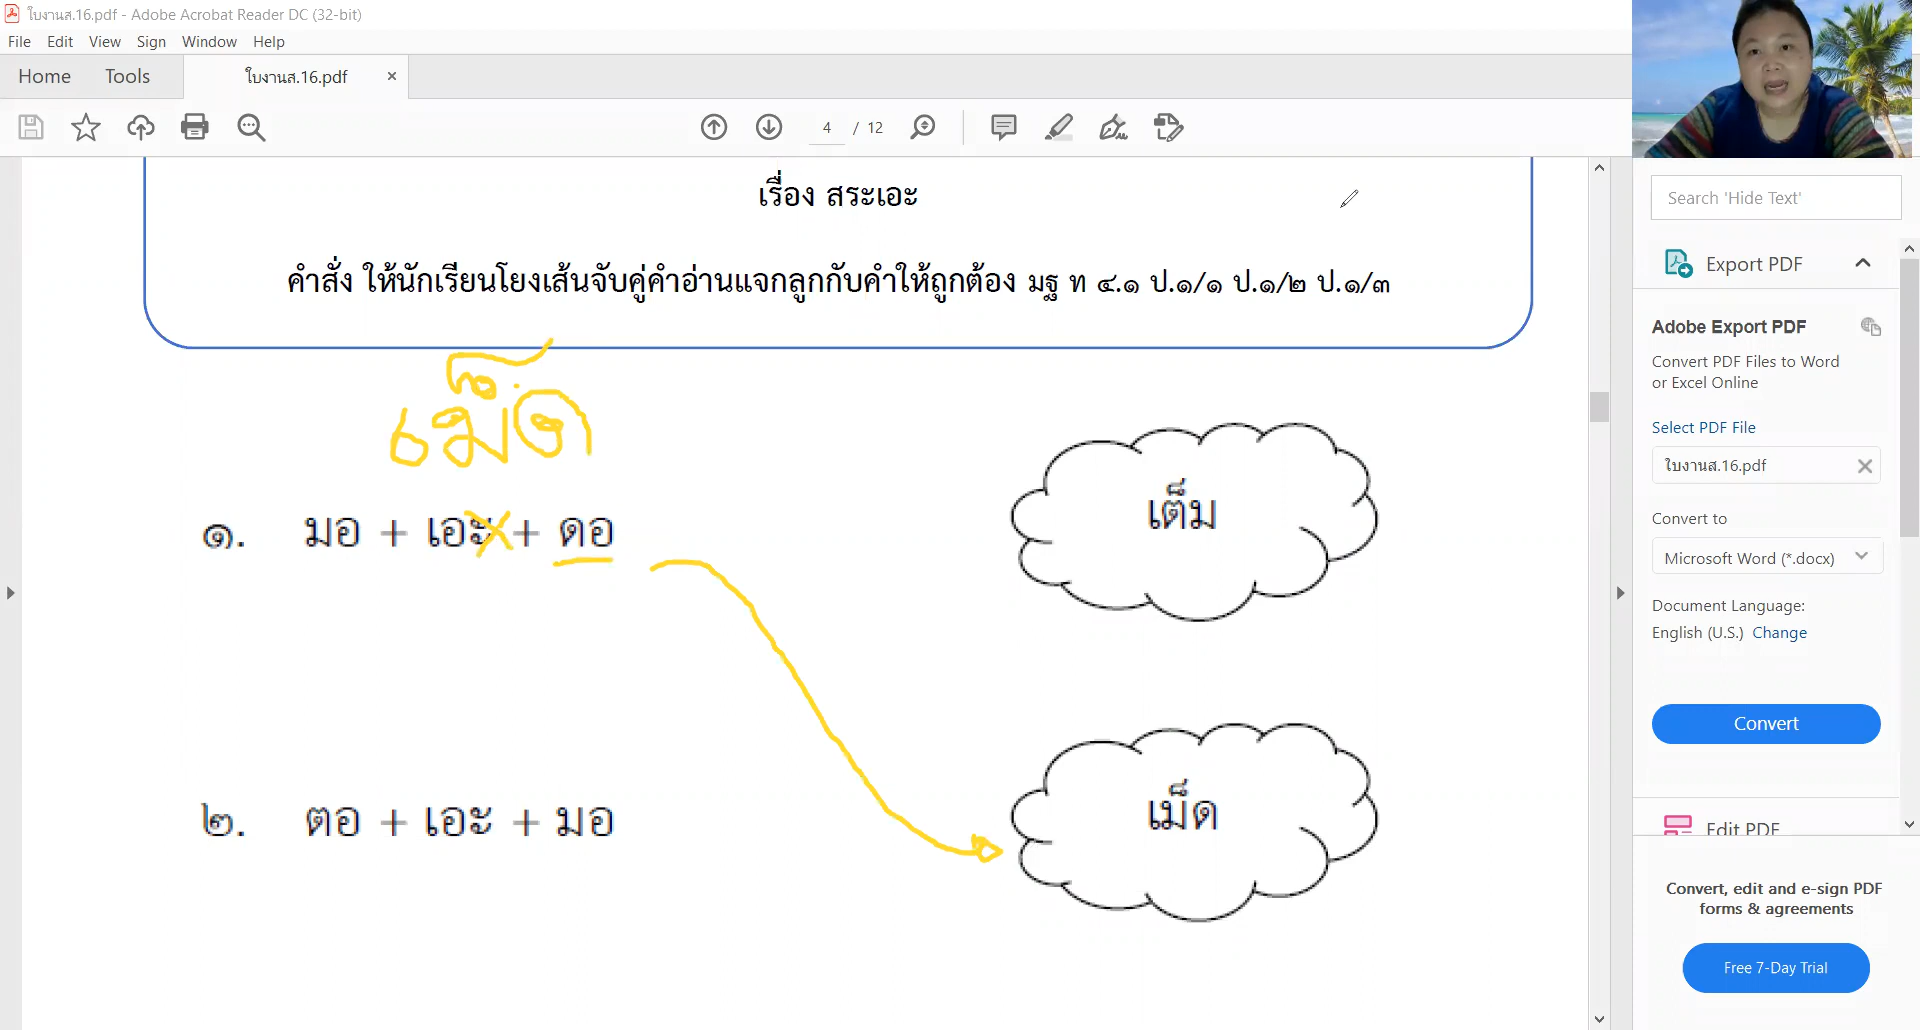 ใบงานส.16.pdf - Adobe Acrobat Reader DC (32-bit)
File Edit View Sign Window Help
Home Tools ใบงานส.16.pdf ×
4 / 12
เรื่อง สระเอะ
คำสั่ง ให้นักเรียนโยงเส้นจับคู่คำอ่านแจกลูกกับคำให้ถูกต้อง มฐ ท ๔.๑ ป.๑/๑ ป.๑/๒ ป.๑/๓
เม็ด
๑. มอ + เอะ + ดอ
เต็ม
๒. ตอ + เอะ + มอ
เม็ด
Search 'Hide Text'
Export PDF
Adobe Export PDF
Convert PDF Files to Word
or Excel Online
Select PDF File
ใบงานส.16.pdf
Convert to
Microsoft Word (*.docx)
Document Language:
English (U.S.) Change
Convert
Edit PDF
Convert, edit and e-sign PDF
forms & agreements
Free 7-Day Trial